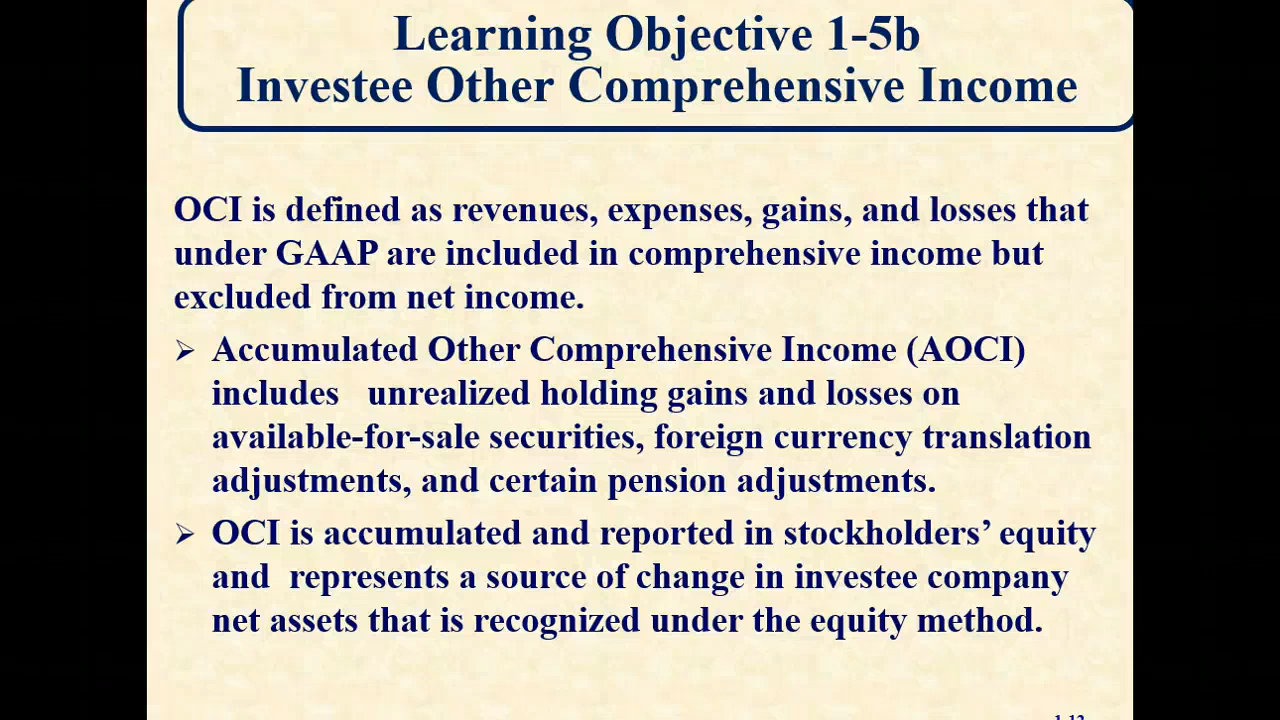 Learning Objective 1-5b
Investee Other Comprehensive Income
OCI is defined as revenues, expenses, gains, and losses that
under GAAP are included in comprehensive income but
excluded from net income.
➢ Accumulated Other Comprehensive Income (AOCI)
includes unrealized holding gains and losses on
available-for-sale securities, foreign currency translation
adjustments, and certain pension adjustments.
➢ OCI is accumulated and reported in stockholders’ equity
and represents a source of change in investee company
net assets that is recognized under the equity method.